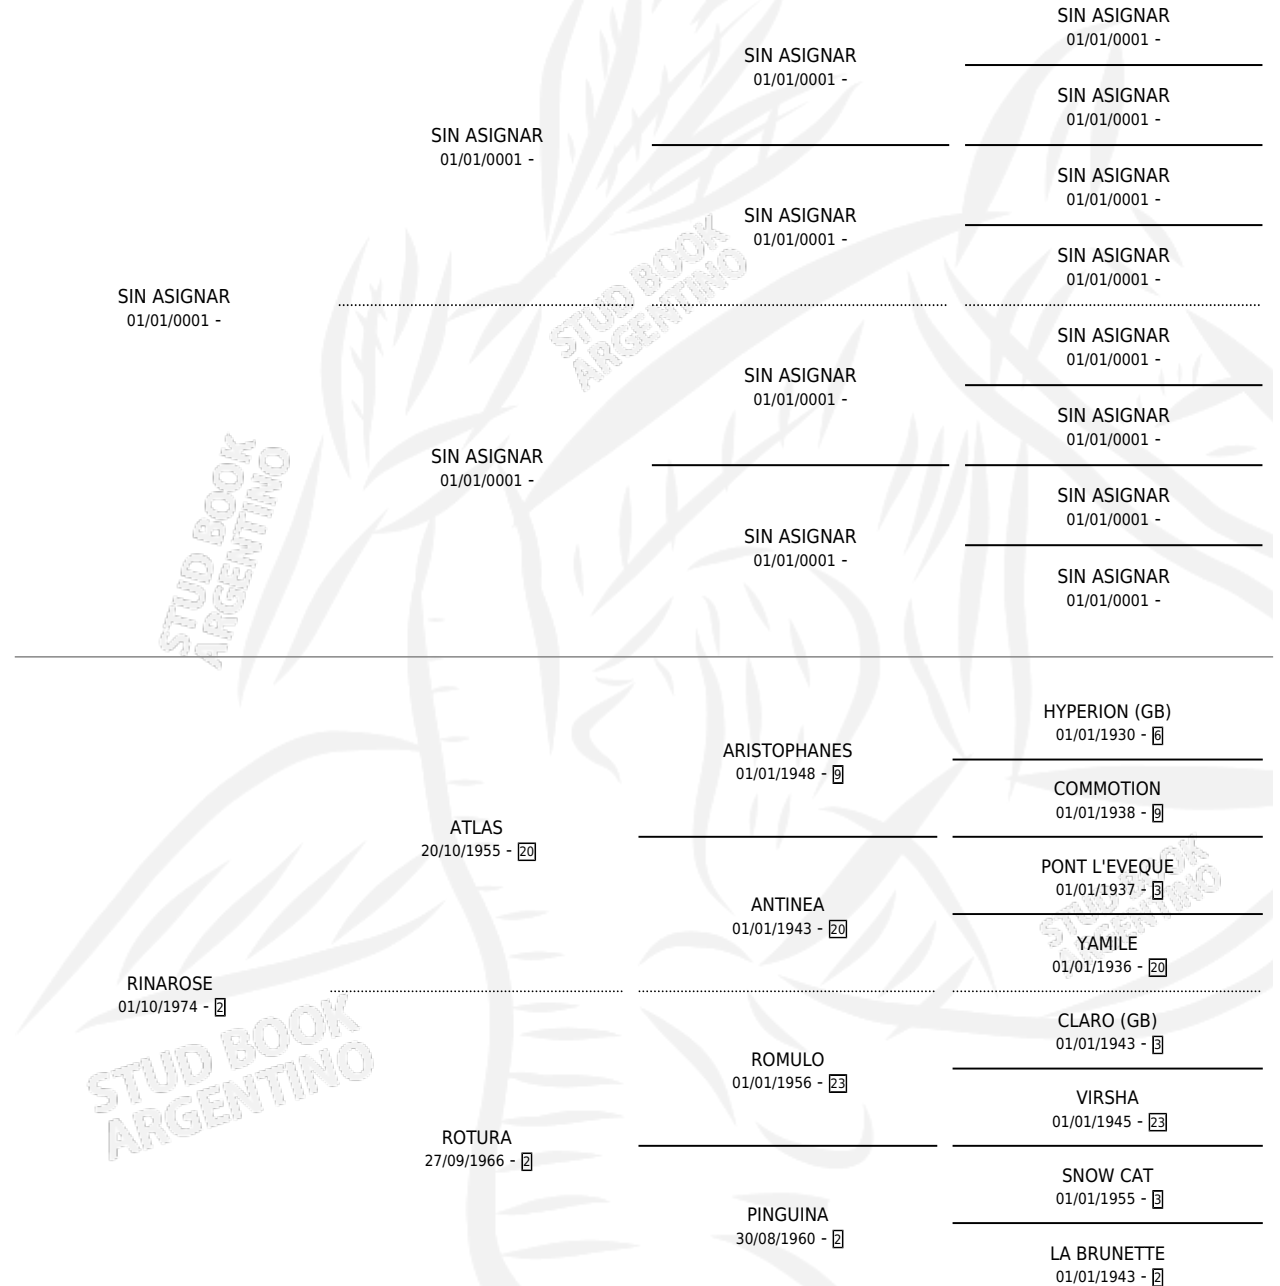 SIN ASIGNAR
01/01/0001 -
SIN ASIGNAR
01/01/0001 -
SIN ASIGNAR
01/01/0001 -
SIN ASIGNAR
01/01/0001 -
SIN ASIGNAR
01/01/0001 -
SIN ASIGNAR
01/01/0001 -
SIN ASIGNAR
01/01/0001 -
SIN ASIGNAR
01/01/0001 -
STUD BOOK
ARGENTINO
SIN ASIGNAR
01/01/0001 -
SIN ASIGNAR
01/01/0001 -
SIN ASIGNAR
01/01/0001 -
SIN ASIGNAR
01/01/0001 -
SIN ASIGNAR
01/01/0001 -
STUD BOOK
ARGENTINO
SIN ASIGNAR
01/01/0001 -
SIN ASIGNAR
01/01/0001 -
SIN ASIGNAR
01/01/0001 -
HYPERION (GB)
01/01/1930 - 6
ARISTOPHANES
01/01/1948 - 9
COMMOTION
01/01/1938 - 9
ATLAS
20/10/1955 - 20
PONT L'EVEQUE
01/01/1937 - 3
STUD BOOK
ARGENTINO
ANTINEA
01/01/1943 - 20
YAMILE
01/01/1936 - 20
RINAROSE
01/10/1974 - 2
CLARO (GB)
01/01/1943 - 3
STUD BOOK
ARGENTINO
ROMULO
01/01/1956 - 23
VIRSHA
01/01/1945 - 23
ROTURA
27/09/1966 - 2
SNOW CAT
01/01/1955 - 3
PINGUINA
30/08/1960 - 2
LA BRUNETTE
01/01/1943 - 2